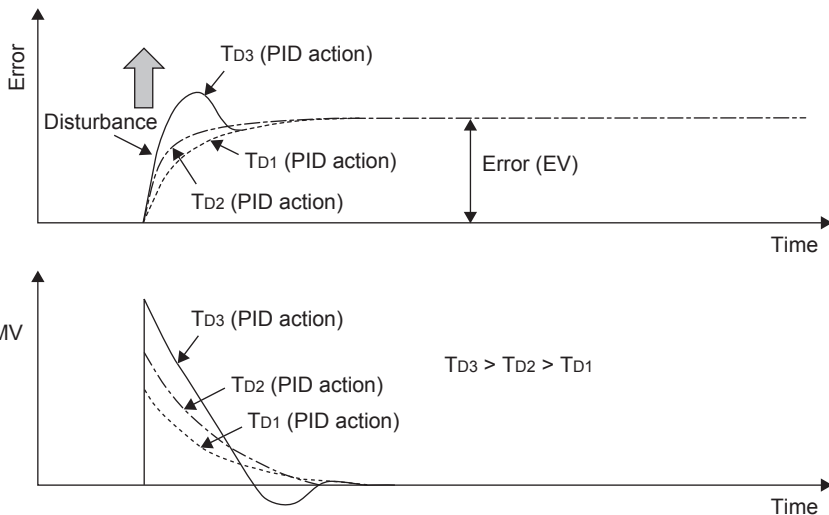 Error
TD3 (PID action)
Disturbance
TD1 (PID action)
Error (EV)
TD2 (PID action)
Time
MV
TD3 (PID action)
TD3 > TD2 > TD1
TD2 (PID action)
TD1 (PID action)
Time